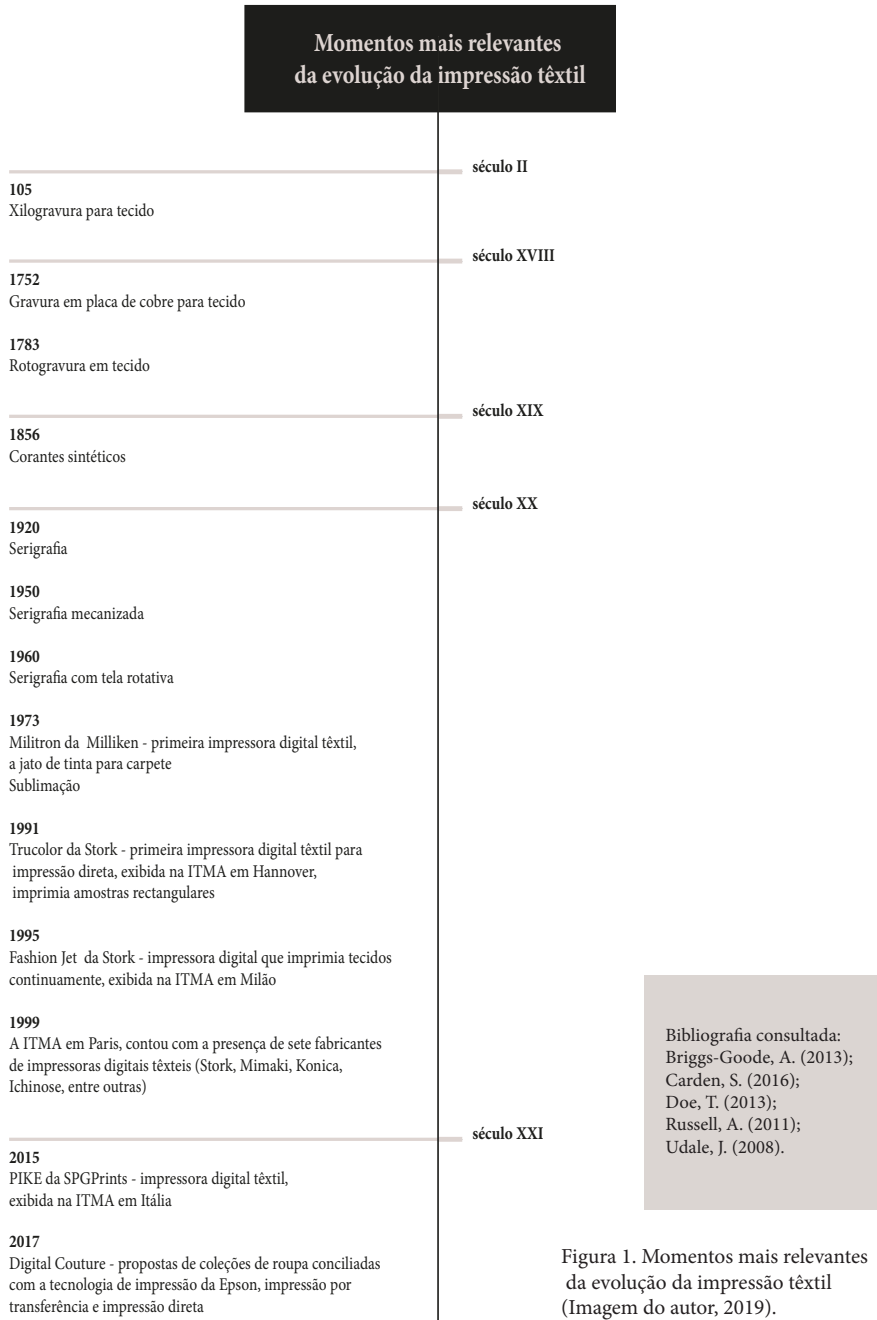 Momentos mais relevantes
da evolução da impressão têxtil
século II
105
Xilogravura para tecido
século XVIII
1752
Gravura em placa de cobre para tecido
1783
Rotogravura em tecido
século XIX
1856
Corantes sintéticos
século XX
1920
Serigrafia
1950
Serigrafia mecanizada
1960
Serigrafia com tela rotativa
1973
Militron da Milliken - primeira impressora digital têxtil,
a jato de tinta para carpete
Sublimação
1991
Trucolor da Stork - primeira impressora digital têxtil para
impressão direta, exibida na ITMA em Hannover,
imprimia amostras rectangulares
1995
Fashion Jet da Stork - impressora digital que imprimia tecidos
continuamente, exibida na ITMA em Milão
1999
A ITMA em Paris, contou com a presença de sete fabricantes
de impressoras digitais têxteis (Stork, Mimaki, Konica,
Ichinose, entre outras)
século XXI
2015
PIKE da SPGPrints - impressora digital têxtil,
exibida na ITMA em Itália
2017
Digital Couture - propostas de coleções de roupa conciliadas
com a tecnologia de impressão da Epson, impressão por
transferência e impressão direta
Bibliografia consultada:
Briggs-Goode, A. (2013);
Carden, S. (2016);
Doe, T. (2013);
Russell, A. (2011);
Udale, J. (2008).
Figura 1. Momentos mais relevantes
da evolução da impressão têxtil
(Imagem do autor, 2019).